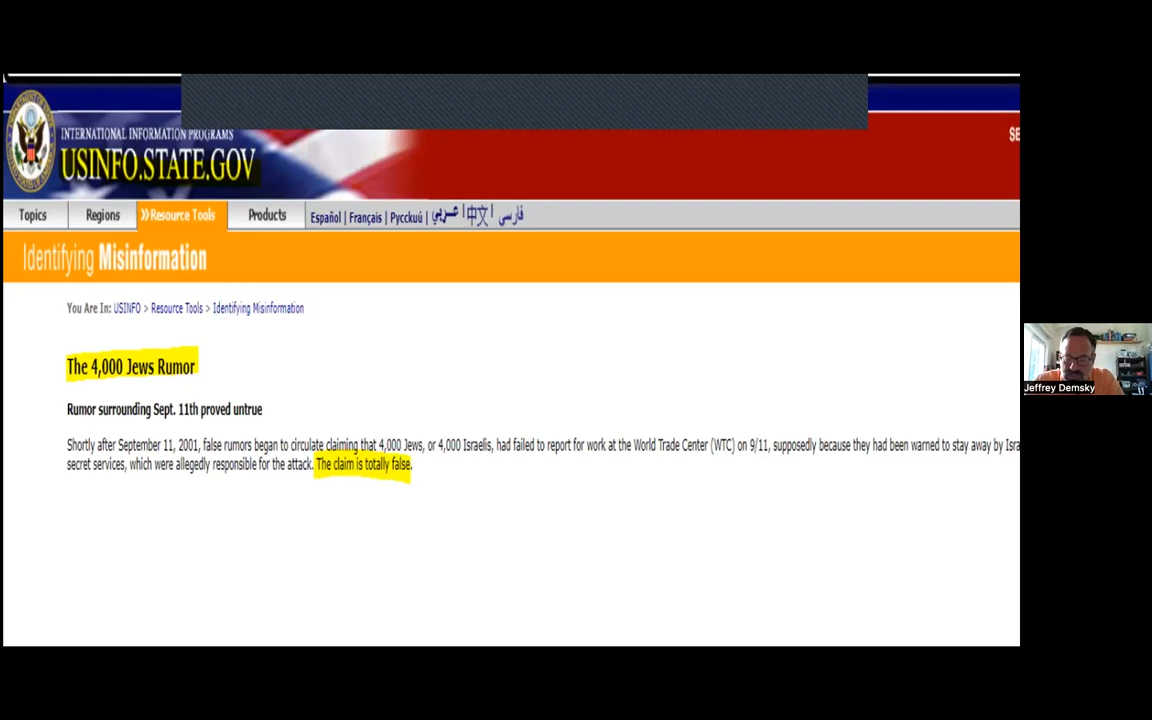 INTERNATIONAL INFORMATION PROGRAMS
SE
USINFO.STATE.GOV
Topics Regions »Resource Tools Products Español | Français | Pyccкuú | عربي | 中文 | فارسی
Identifying Misinformation
You Are In: USINFO > Resource Tools > Identifying Misinformation
The 4,000 Jews Rumor
Rumor surrounding Sept. 11th proved untrue
Shortly after September 11, 2001, false rumors began to circulate claiming that 4,000 Jews, or 4,000 Israelis, had failed to report for work at the World Trade Center (WTC) on 9/11, supposedly because they had been warned to stay away by Isra
secret services, which were allegedly responsible for the attack. The claim is totally false.
Jeffrey Demsky